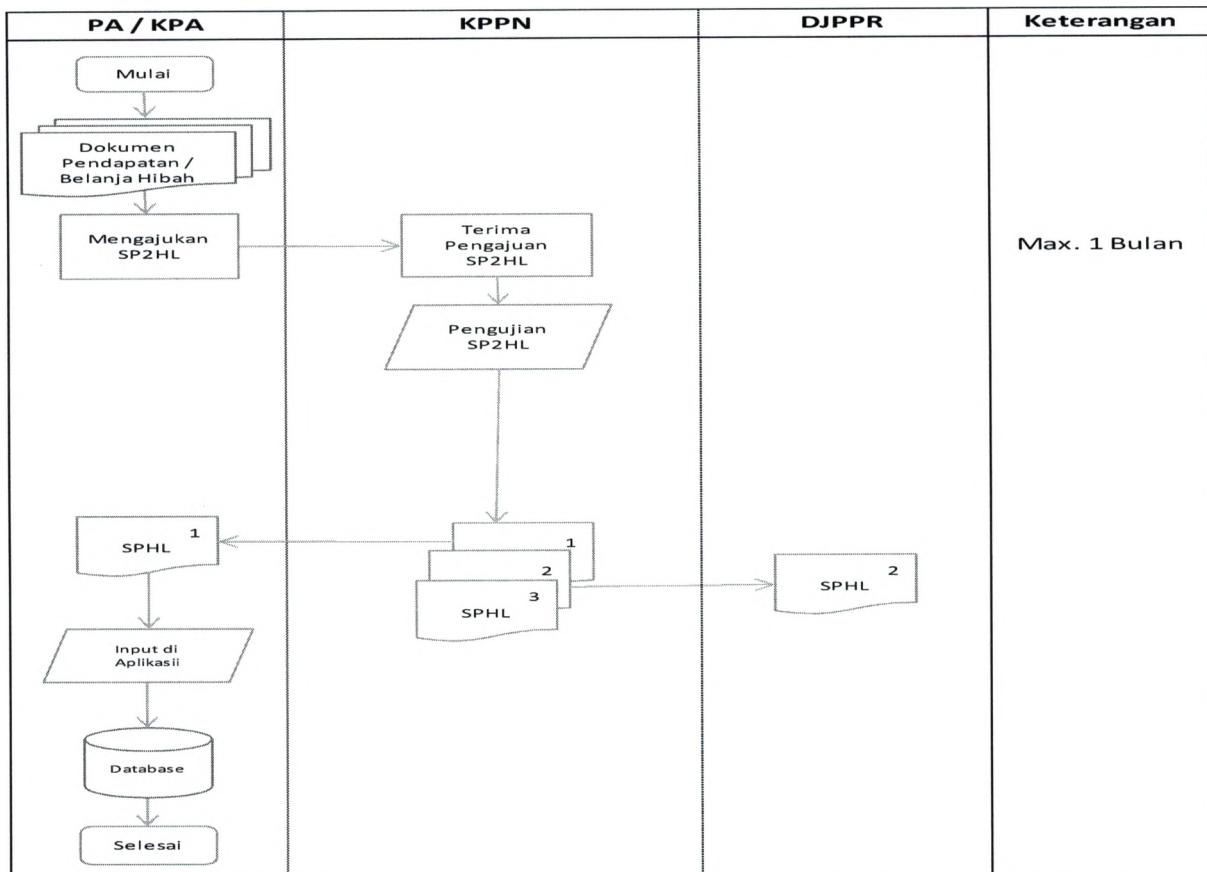 PA / KPA
KPPN
DJPPR
Keterangan
Mulai
Dokumen
Pendapatan /
Belanja Hibah
Mengajukan
SP2HL
Terima
Pengajuan
SP2HL
Max. 1 Bulan
Pengujian
SP2HL
1
SPHL
1
2
3
SPHL
2
SPHL
Input di
Aplikasii
Database
Selesai